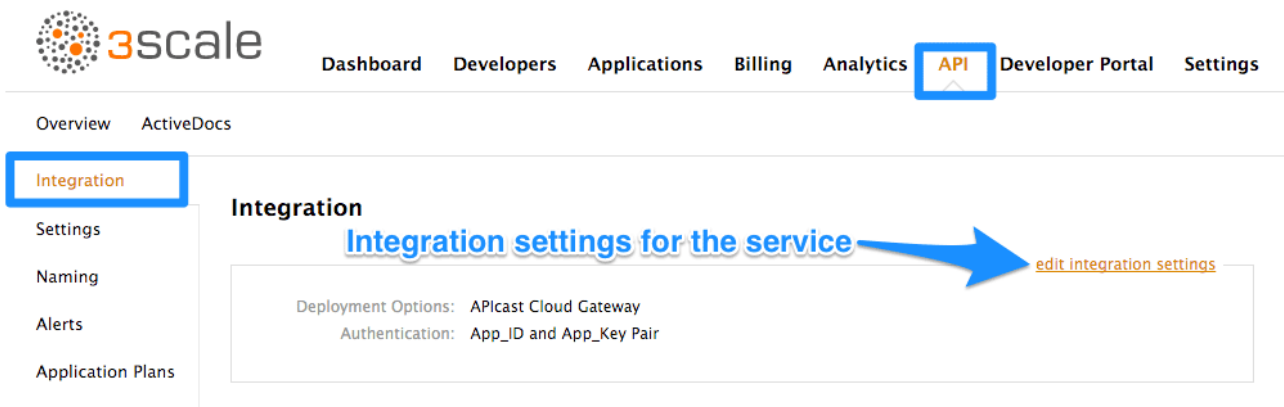 3scale
Dashboard Developers Applications Billing Analytics API Developer Portal Settings
Overview ActiveDocs
Integration
Settings
Naming
Alerts
Application Plans
Integration
Integration settings for the service
edit integration settings
Deployment Options: APIcast Cloud Gateway
Authentication: App_ID and App_Key Pair